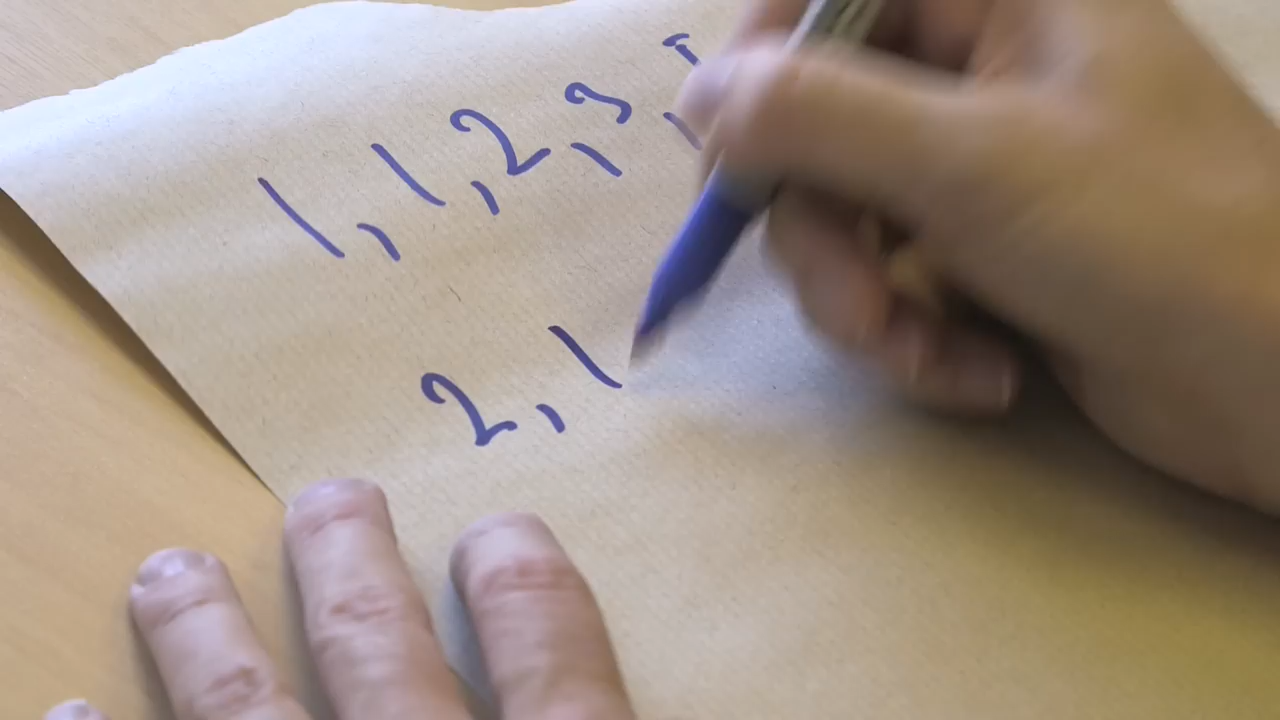 1, 1, 2, 3,
2, 1